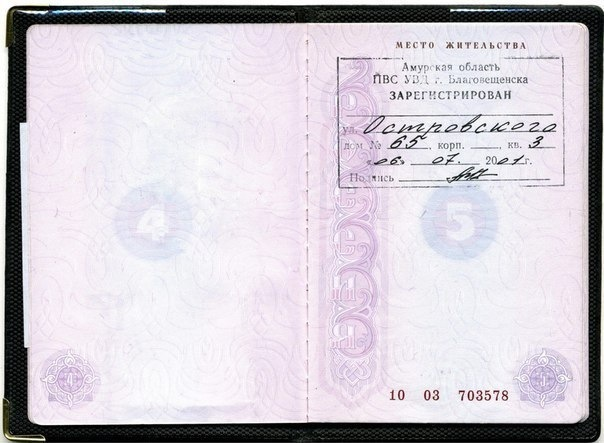 МЕСТО ЖИТЕЛЬСТВА
Амурская область
ПВС УВД г. Благовещенска
ЗАРЕГИСТРИРОВАН
ул. Островского
дом № 65, корп. ____ кв. 3
«06» 07. 2001 г.
Подпись
4
5
10 03 703578